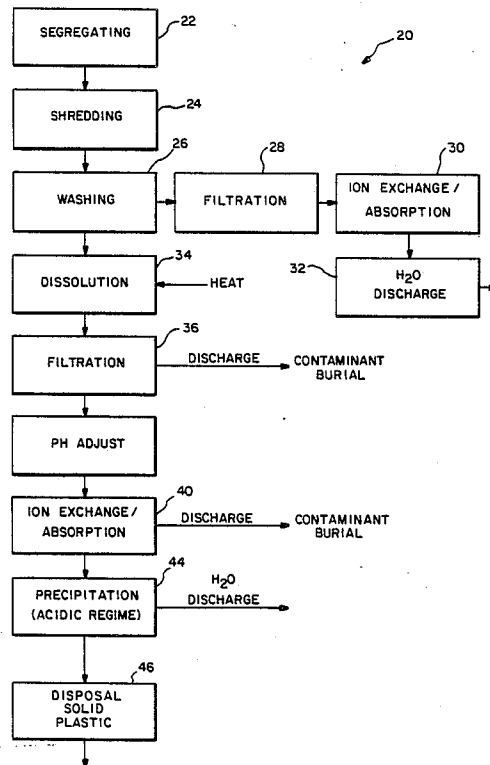 SEGREGATING
22
20
SHREDDING
24
26
28
30
WASHING
FILTRATION
ION EXCHANGE/
ABSORPTION
34
32
H2O
DISCHARGE
DISSOLUTION
HEAT
36
FILTRATION
DISCHARGE
CONTAMINANT
BURIAL
PH ADJUST
40
ION EXCHANGE/
ABSORPTION
DISCHARGE
CONTAMINANT
BURIAL
44
PRECIPITATION
(ACIDIC REGIME)
H2O
DISCHARGE
46
DISPOSAL
SOLID
PLASTIC